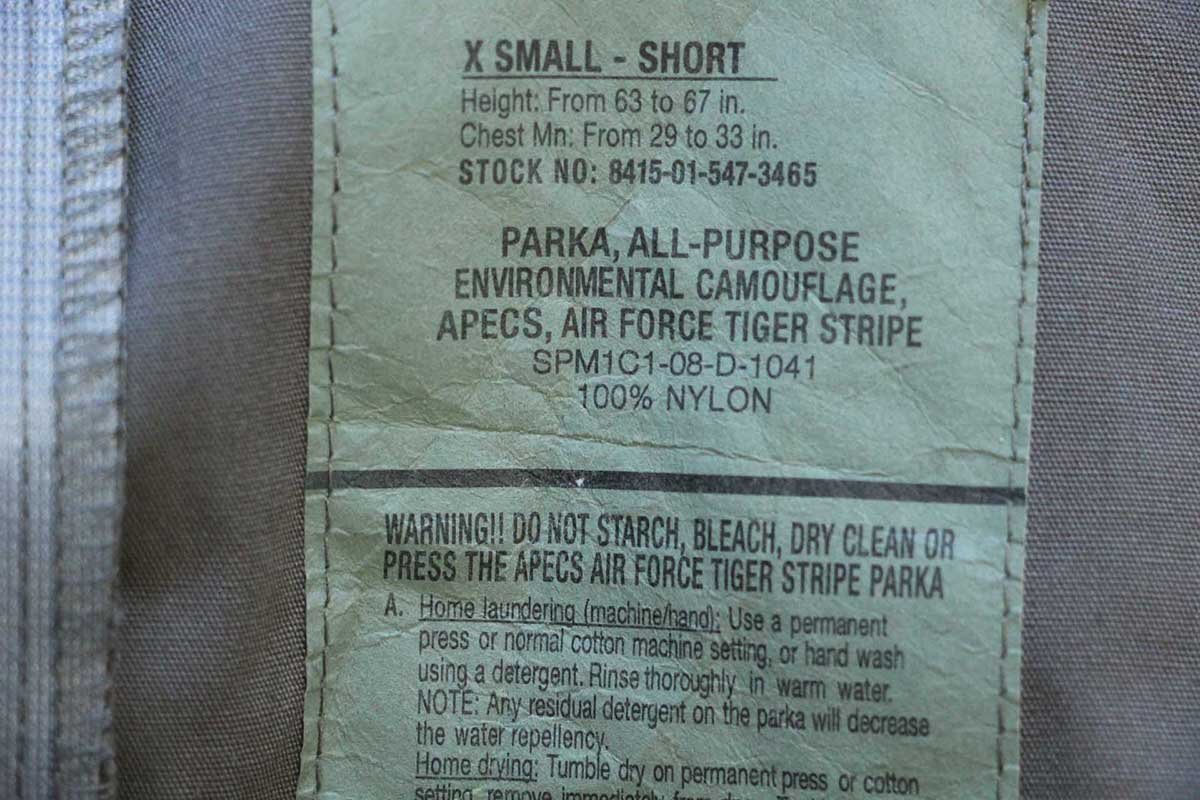 X SMALL - SHORT
Height: From 63 to 67 in.
Chest Mn: From 29 to 33 in.
STOCK NO: 8415-01-547-3465
PARKA, ALL-PURPOSE
ENVIRONMENTAL CAMOUFLAGE,
APECS, AIR FORCE TIGER STRIPE
SPM1C1-08-D-1041
100% NYLON
WARNING!! DO NOT STARCH, BLEACH, DRY CLEAN OR
PRESS THE APECS AIR FORCE TIGER STRIPE PARKA
A. Home laundering (machine/hand): Use a permanent
press or normal cotton machine setting, or hand wash
using a detergent. Rinse thoroughly in warm water.
NOTE: Any residual detergent on the parka will decrease
the water repellency.
Home drying: Tumble dry on permanent press or cotton
setting, remove immediately from